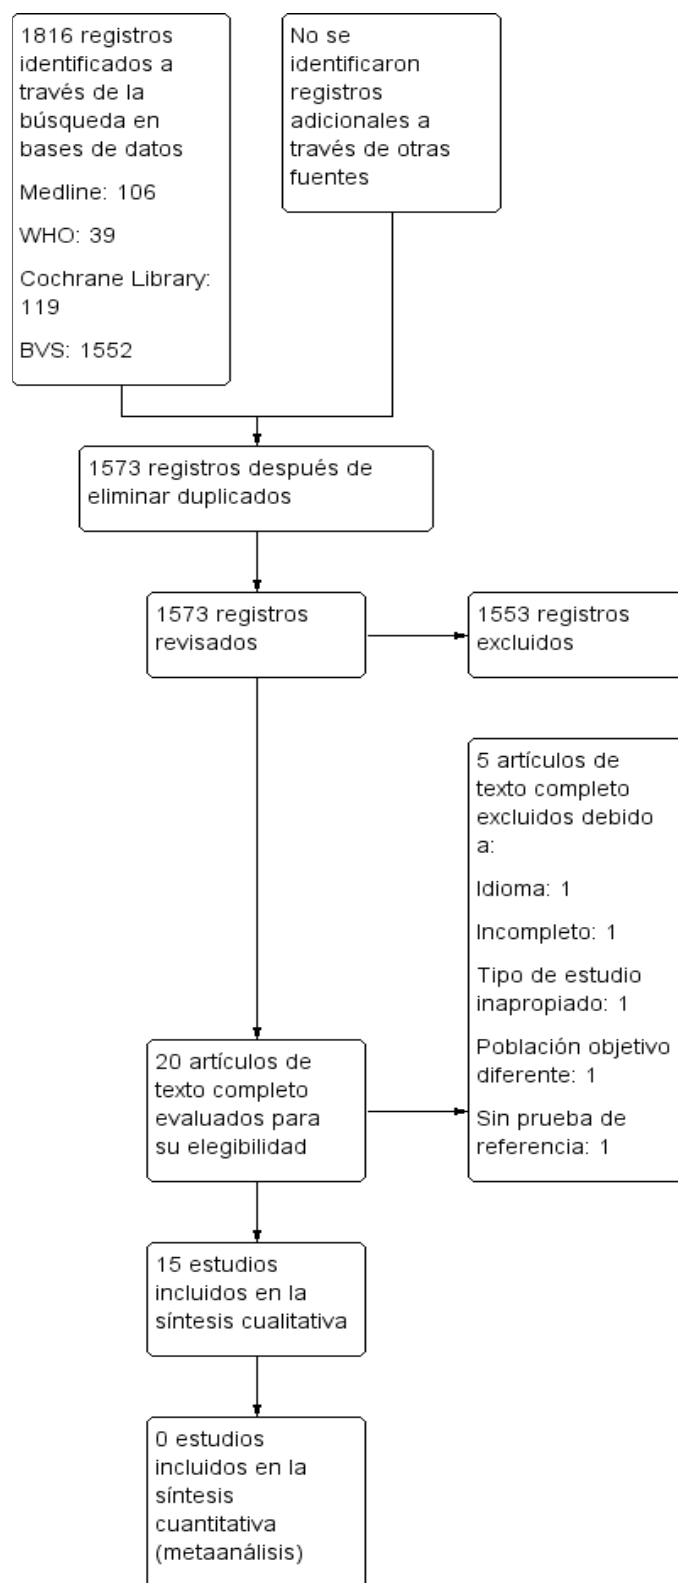 1816 registros
identificados a
través de la
búsqueda en
bases de datos
Medline: 106
WHO: 39
Cochrane Library:
119
BVS: 1552
No se
identificaron
registros
adicionales a
través de otras
fuentes
1573 registros después de
eliminar duplicados
1573 registros
revisados
1553 registros
excluidos
5 artículos de
texto completo
excluidos debido
a:
Idioma: 1
Incompleto: 1
Tipo de estudio
inapropiado: 1
Población objetivo
diferente: 1
Sin prueba de
referencia: 1
20 artículos de
texto completo
evaluados para
su elegibilidad
15 estudios
incluidos en la
síntesis cualitativa
0 estudios
incluidos en la
síntesis
cuantitativa
(metaanálisis)